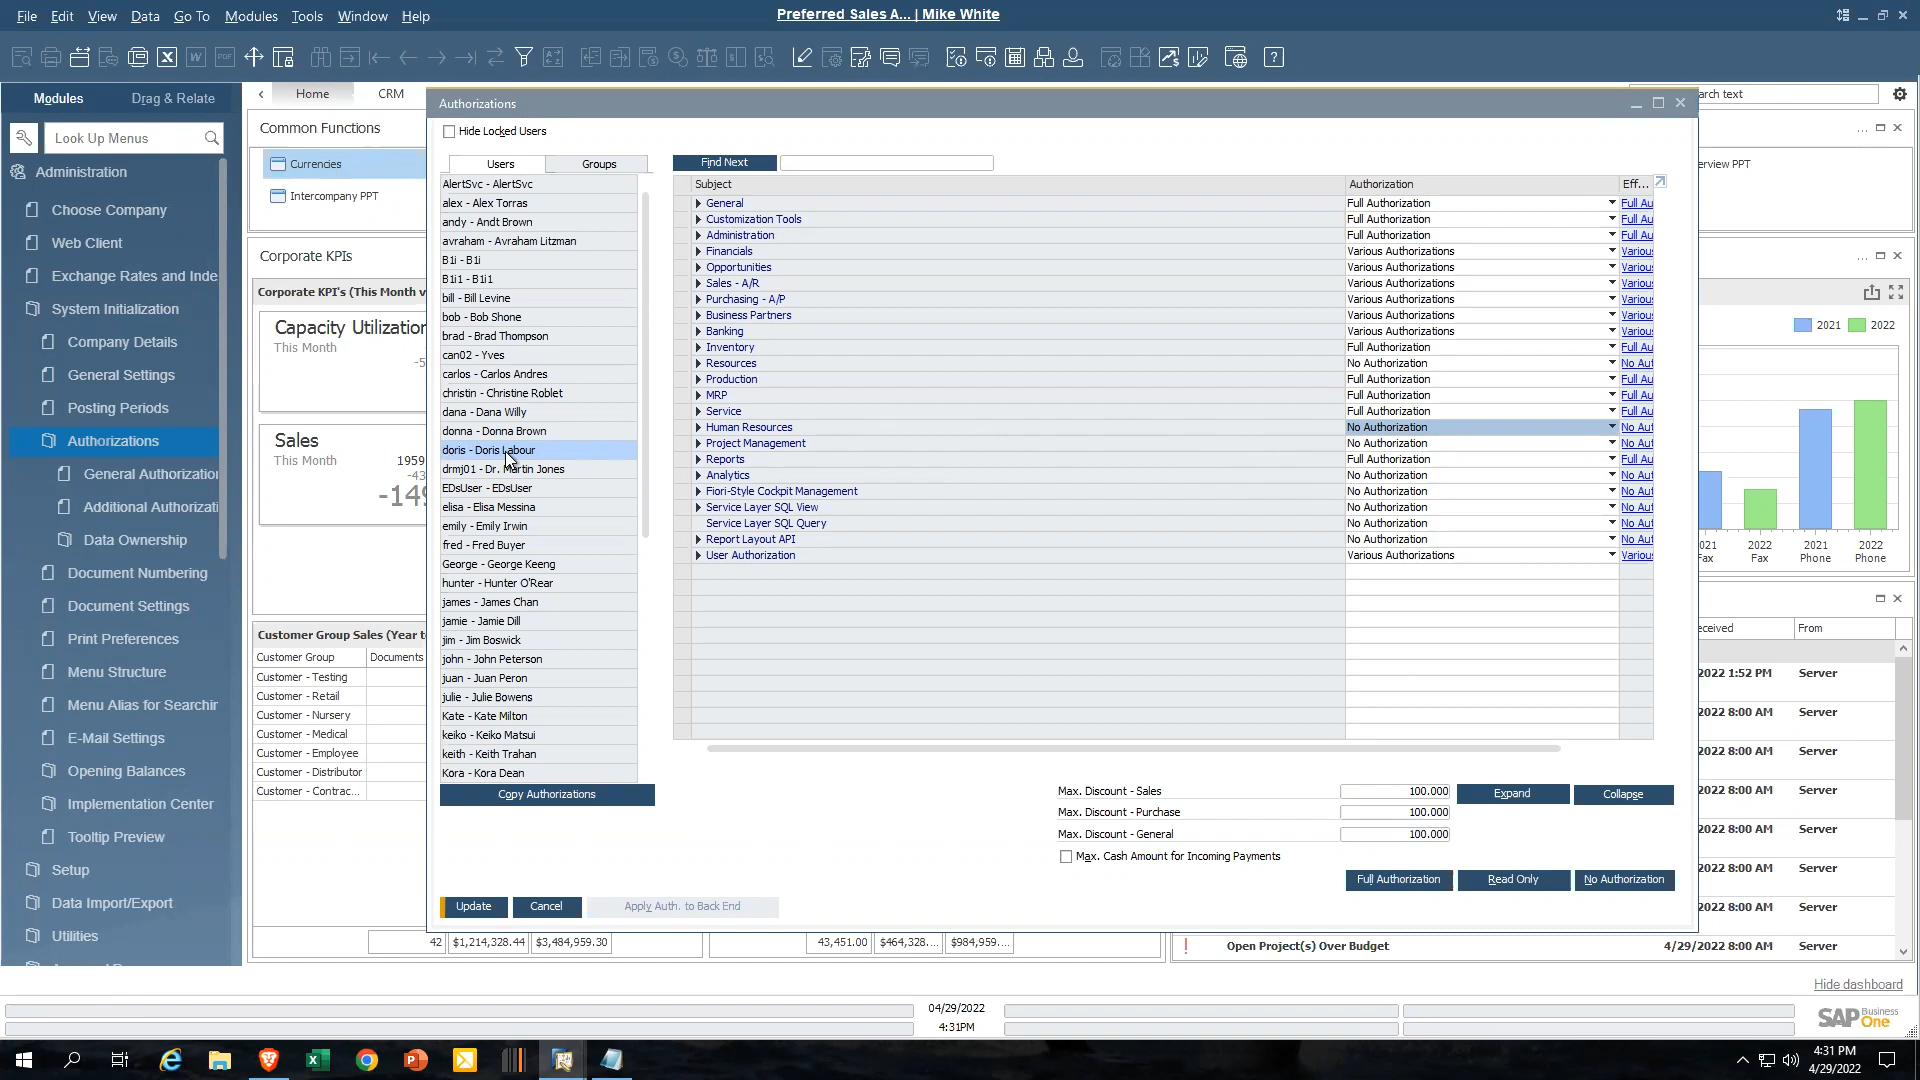 File Edit View Data Go To Modules Tools Window Help
Preferred Sales A... | Mike White
Modules
Drag & Relate
Home
CRM
Look Up Menus
Administration
Choose Company
Web Client
Exchange Rates and Inde
System Initialization
Company Details
General Settings
Posting Periods
Authorizations
General Authorization
Additional Authorizati
Data Ownership
Document Numbering
Document Settings
Print Preferences
Menu Structure
Menu Alias for Searchin
E-Mail Settings
Opening Balances
Implementation Center
Tooltip Preview
Setup
Data Import/Export
Utilities
Common Functions
Currencies
Intercompany PPT
Corporate KPIs
Corporate KPI's (This Month v
Capacity Utilization
This Month
Sales
This Month
1959
-149
Customer Group Sales (Year t
Customer Group Documents
Customer - Testing
Customer - Retail
Customer - Nursery
Customer - Medical
Customer - Employee
Customer - Distributor
Customer - Contrac...
42 $1,214,328.44 $3,484,959.30
43,451.00 $464,328.... $984,959....
Authorizations
Hide Locked Users
Users Groups
AlertSvc - AlertSvc
alex - Alex Torras
andy - Andt Brown
avraham - Avraham Litzman
B1i - B1i
B1i1 - B1i1
bill - Bill Levine
bob - Bob Shone
brad - Brad Thompson
can02 - Yves
carlos - Carlos Andres
christin - Christine Roblet
dana - Dana Willy
donna - Donna Brown
doris - Doris Labour
drmj01 - Dr. Martin Jones
EDsUser - EDsUser
elisa - Elisa Messina
emily - Emily Irwin
fred - Fred Buyer
George - George Keeng
hunter - Hunter O'Rear
james - James Chan
jamie - Jamie Dill
jim - Jim Boswick
john - John Peterson
juan - Juan Peron
julie - Julie Bowens
Kate - Kate Milton
keiko - Keiko Matsui
keith - Keith Trahan
Kora - Kora Dean
Copy Authorizations
Find Next
Subject Authorization Eff...
General Full Authorization Full Au
Customization Tools Full Authorization Full Au
Administration Full Authorization Full Au
Financials Various Authorizations Various
Opportunities Various Authorizations Various
Sales - A/R Various Authorizations Various
Purchasing - A/P Various Authorizations Various
Business Partners Various Authorizations Various
Banking Various Authorizations Various
Inventory Full Authorization Full Au
Resources No Authorization No Aut
Production Full Authorization Full Au
MRP Full Authorization Full Au
Service Full Authorization Full Au
Human Resources No Authorization No Aut
Project Management No Authorization No Aut
Reports Full Authorization Full Au
Analytics No Authorization No Aut
Fiori-Style Cockpit Management No Authorization No Aut
Service Layer SQL View No Authorization No Aut
Service Layer SQL Query No Authorization No Aut
Report Layout API No Authorization No Aut
User Authorization Various Authorizations Various
Max. Discount - Sales 100.000
Max. Discount - Purchase 100.000
Max. Discount - General 100.000
Max. Cash Amount for Incoming Payments
Expand Collapse
Full Authorization Read Only No Authorization
Update Cancel Apply Auth. to Back End
arch text
erview PPT
2021 2022
021 2022 2021 2022
Fax Fax Phone Phone
eceived From
2022 1:52 PM Server
2022 8:00 AM Server
2022 8:00 AM Server
2022 8:00 AM Server
2022 8:00 AM Server
2022 8:00 AM Server
2022 8:00 AM Server
Open Project(s) Over Budget 4/29/2022 8:00 AM Server
Hide dashboard
04/29/2022
4:31PM
SAP Business One
4:31 PM
4/29/2022